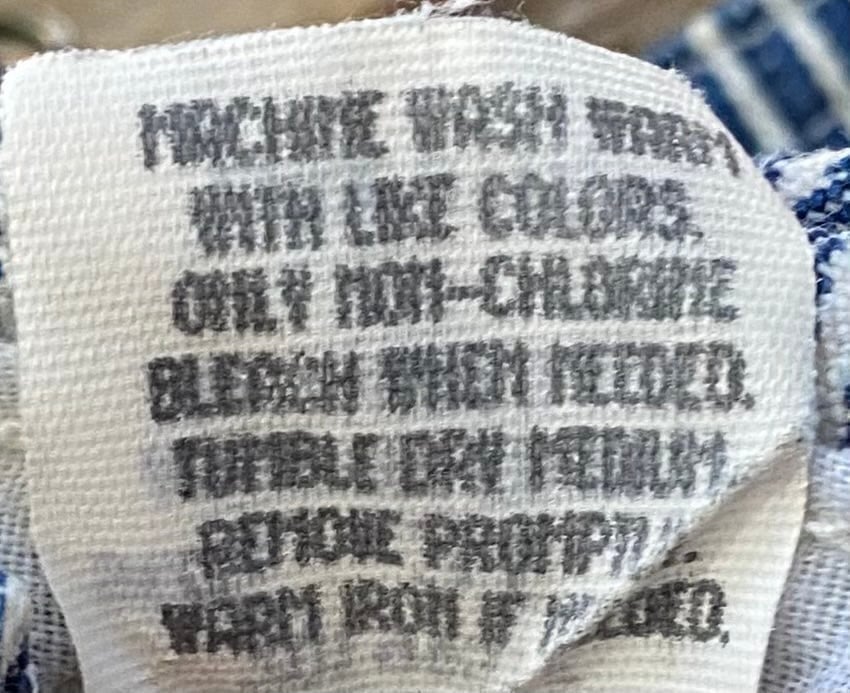 MACHINE WASH WARM
WITH LIKE COLORS.
ONLY NON-CHLORINE
BLEACH WHEN NEEDED.
TUMBLE DRY MEDIUM
REMOVE PROMPTLY.
WARM IRON IF NEEDED.